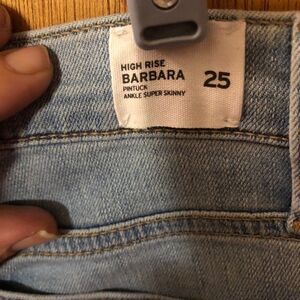 HIGH RISE
BARBARA 25
PINTUCK
ANKLE SUPER SKINNY